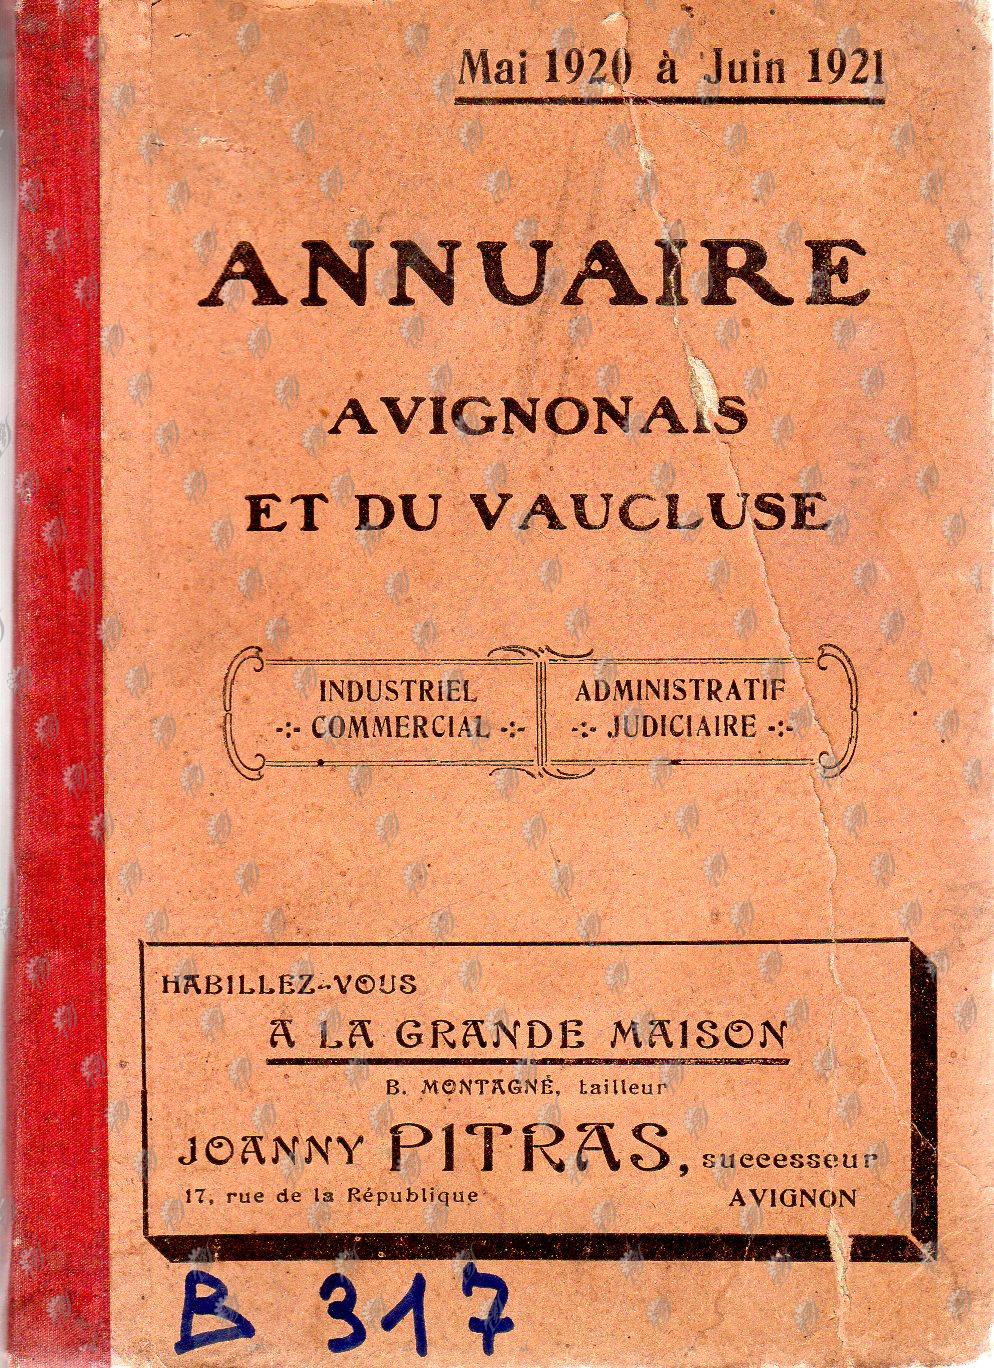 Mai 1920 à Juin 1921
ANNUAIRE
AVIGNONAIS
ET DU VAUCLUSE
INDUSTRIEL
-:- COMMERCIAL -:-
ADMINISTRATIF
-:- JUDICIAIRE -:-
HABILLEZ-VOUS
A LA GRANDE MAISON
B. MONTAGNÉ, tailleur
JOANNY PITRAS, successeur
17, rue de la République AVIGNON
B 317